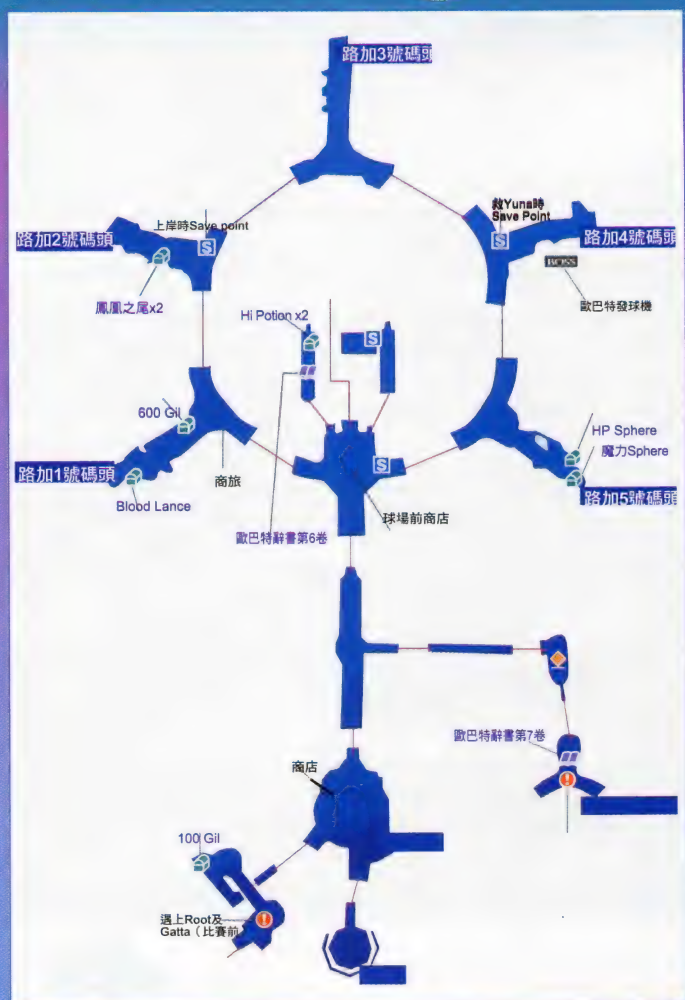 路加3號碼頭
上岸時Save point
救Yuna時
Save Point
路加2號碼頭
路加4號碼頭
BOSS
歐巴特發球機
鳳凰之尾x2
Hi Potion x2
600 Gil
HP Sphere
魔力Sphere
路加1號碼頭
商旅
路加5號碼頭
Blood Lance
球場前商店
歐巴特辭書第6卷
歐巴特辭書第7卷
商店
100 Gil
遇上Root及
Gatta（比賽前）